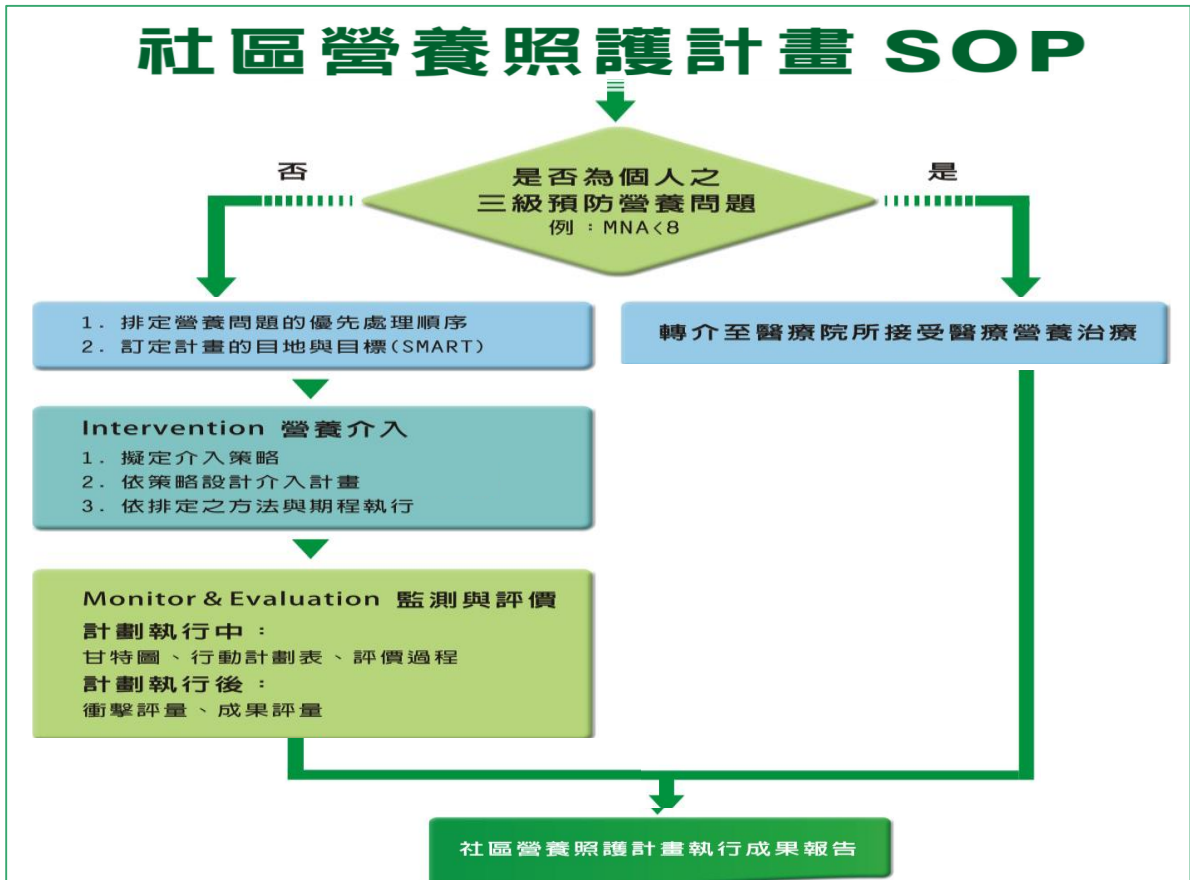 社區營養照護計畫 SOP
否
是
是否為個人之
三級預防營養問題
例：MNA<8
1. 排定營養問題的優先處理順序
2. 訂定計畫的目地與目標(SMART)
轉介至醫療院所接受醫療營養治療
Intervention 營養介入
1. 擬定介入策略
2. 依策略設計介入計畫
3. 依排定之方法與期程執行
Monitor & Evaluation 監測與評價
計劃執行中：
甘特圖、行動計劃表、評價過程
計劃執行後：
衝擊評量、成果評量
社區營養照護計畫執行成果報告